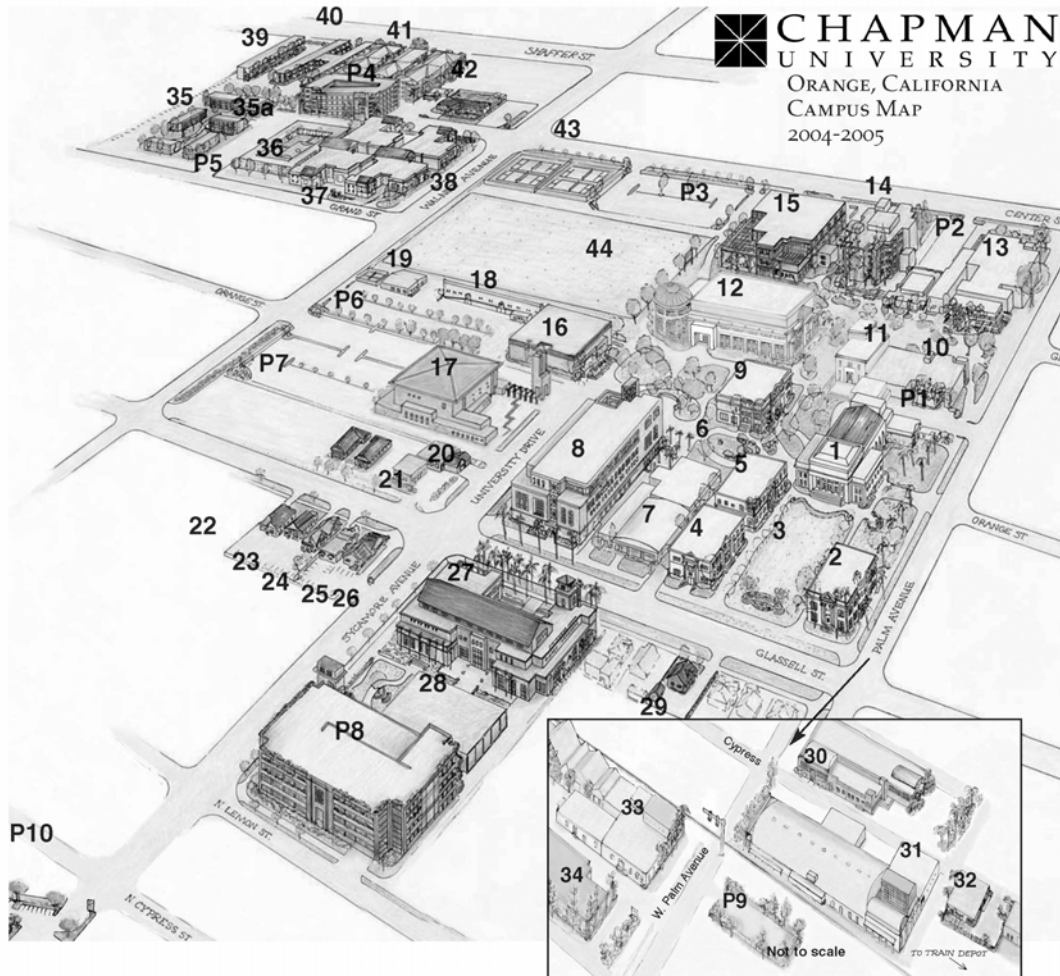 CHAPMAN
UNIVERSITY
ORANGE, CALIFORNIA
CAMPUS MAP
2004-2005
40
39
41
SHAFFER ST.
P4
42
35
35a
43
36
P5
WALNUT AVENUE
38
37
GRAND ST
P3
14
15
P2
CENTER ST
13
44
19
18
12
ORANGE ST.
P6
16
11
10
P7
17
9
P1
6
8
1
20
5
21
UNIVERSITY DRIVE
7
4
3
22
ORANGE ST.
2
23
24
27
25
26
SYCAMORE AVENUE
PALM AVENUE
GLASSELL ST.
28
29
P8
Cypress
30
N LEMON ST.
33
31
P10
34
32
W. Palm Avenue
P9
N CYPRESS ST.
Not to scale
TO TRAIN DEPOT